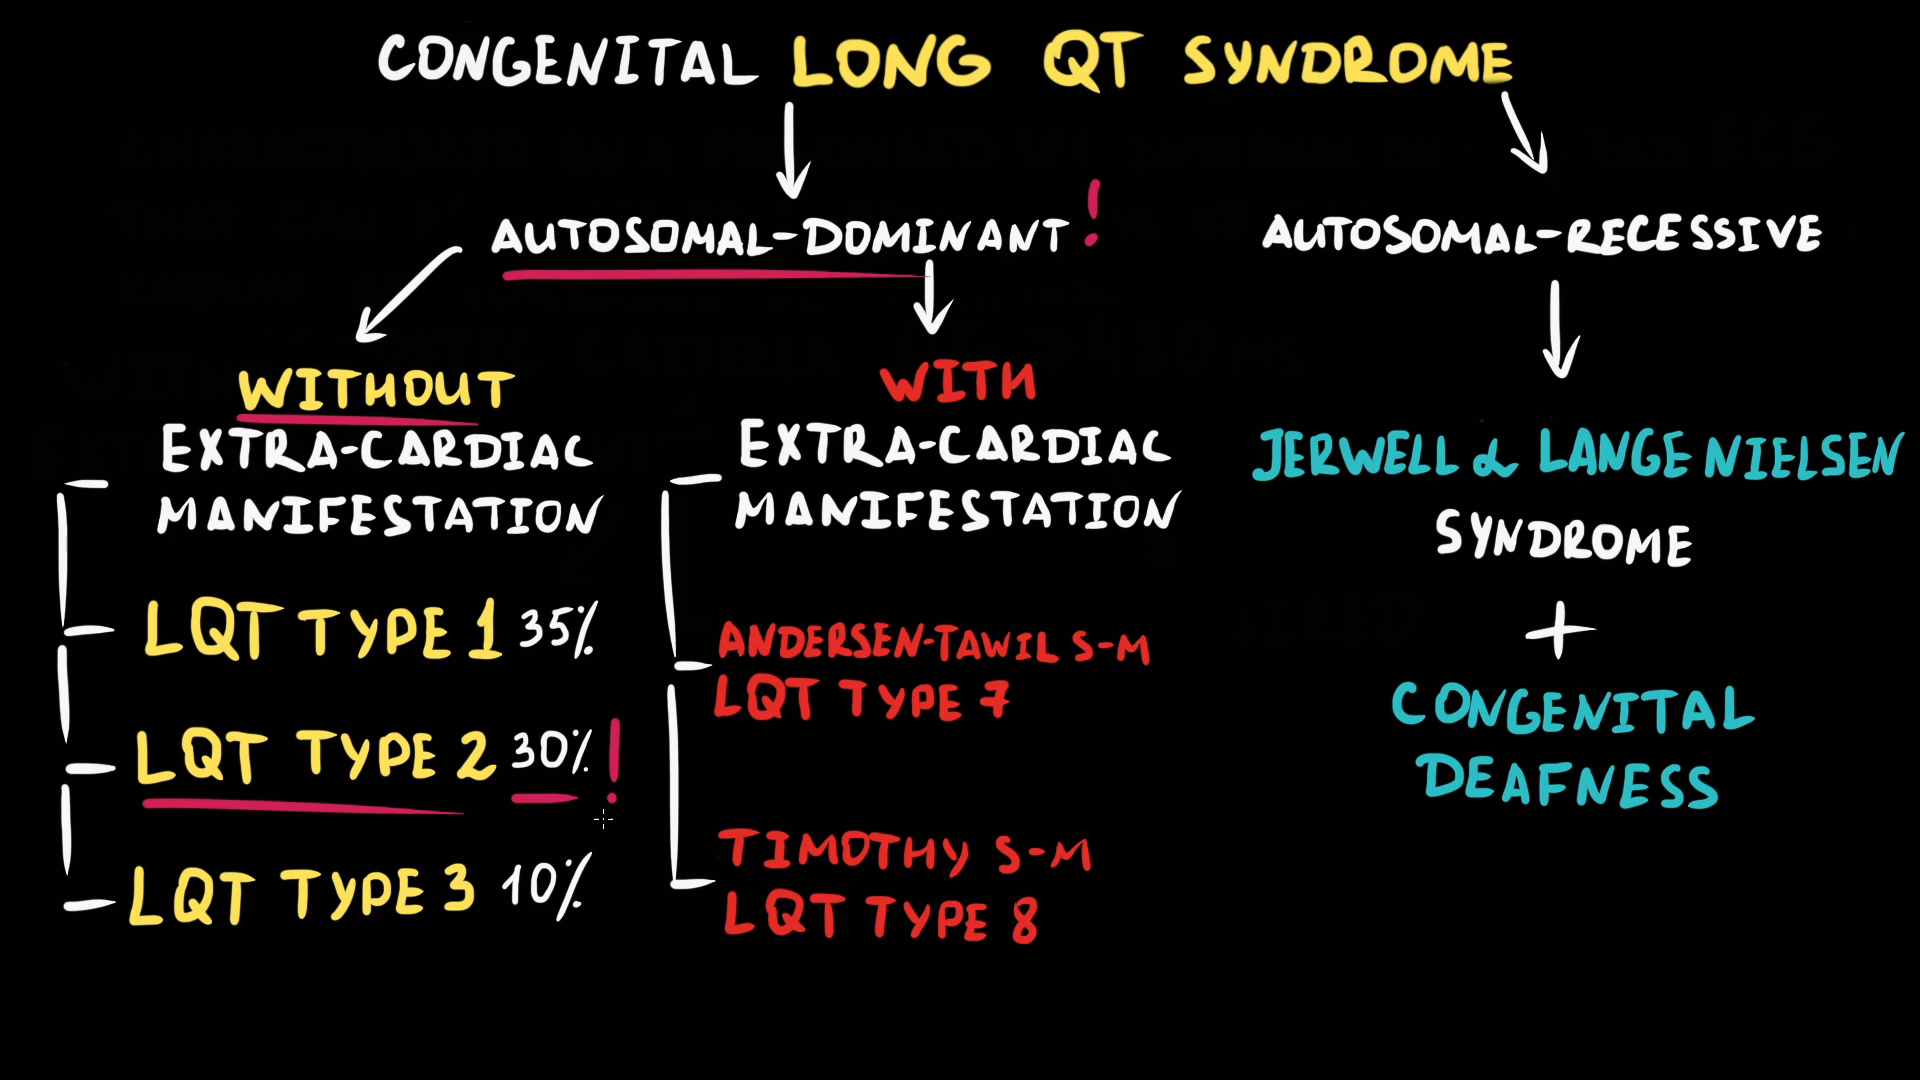 CONGENITAL LONG QT SYNDROME
AUTOSOMAL-DOMINANT !
AUTOSOMAL-RECESSIVE
WITHOUT
EXTRA-CARDIAC
MANIFESTATION
LQT TYPE 1 35%
LQT TYPE 2 30% !
LQT TYPE 3 10%
WITH
EXTRA-CARDIAC
MANIFESTATION
ANDERSEN-TAWIL S-M
LQT TYPE 7
TIMOTHY S-M
LQT TYPE 8
JERWELL & LANGE NIELSEN
SYNDROME
+
CONGENITAL
DEAFNESS